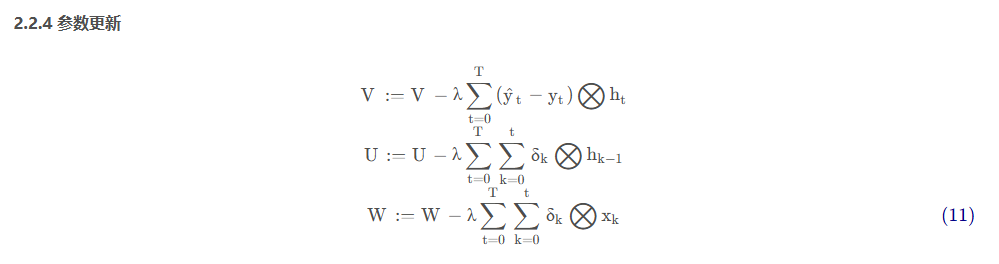 2.2.4 参数更新
V := V − λ∑_{t=0}^{T} (ŷ_t − y_t) ⨂ h_t
U := U − λ∑_{t=0}^{T} ∑_{k=0}^{t} δ_k ⨂ h_{k−1}
W := W − λ∑_{t=0}^{T} ∑_{k=0}^{t} δ_k ⨂ x_k (11)